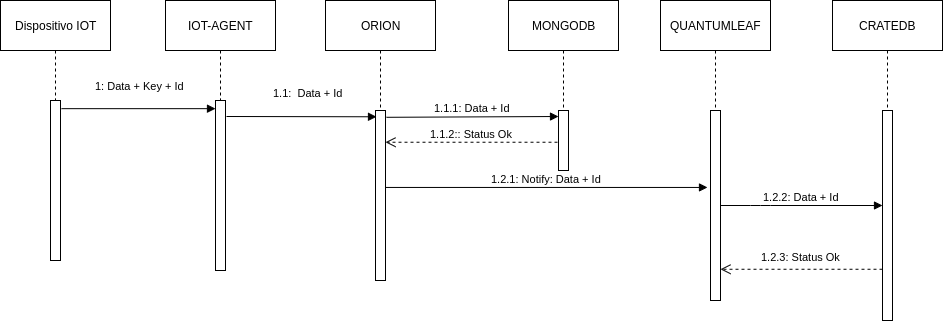 Dispositivo IOT
IOT-AGENT
ORION
MONGODB
QUANTUMLEAF
CRATEDB
1: Data + Key + Id
1.1:  Data + Id
1.1.1: Data + Id
1.1.2:: Status Ok
1.2.1: Notify: Data + Id
1.2.2: Data + Id
1.2.3: Status Ok